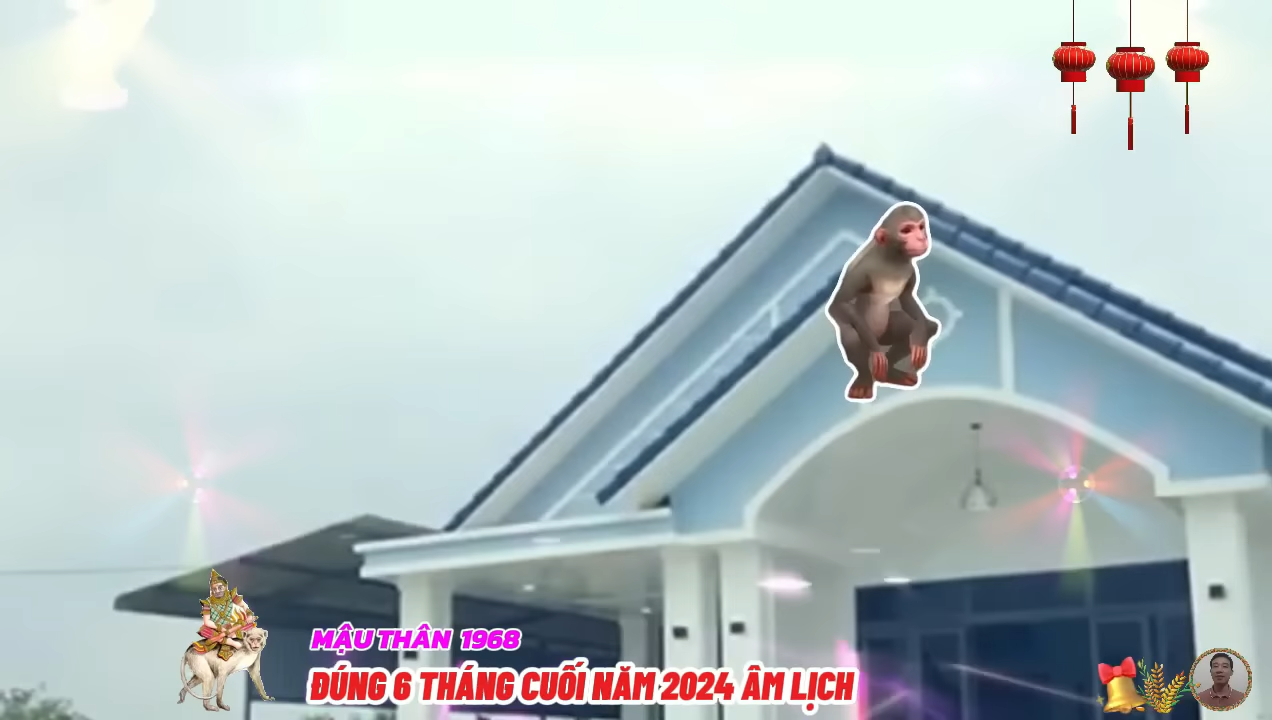 MẬU THÂN 1968
ĐÚNG 6 THÁNG CUỐI NĂM 2024 ÂM LỊCH